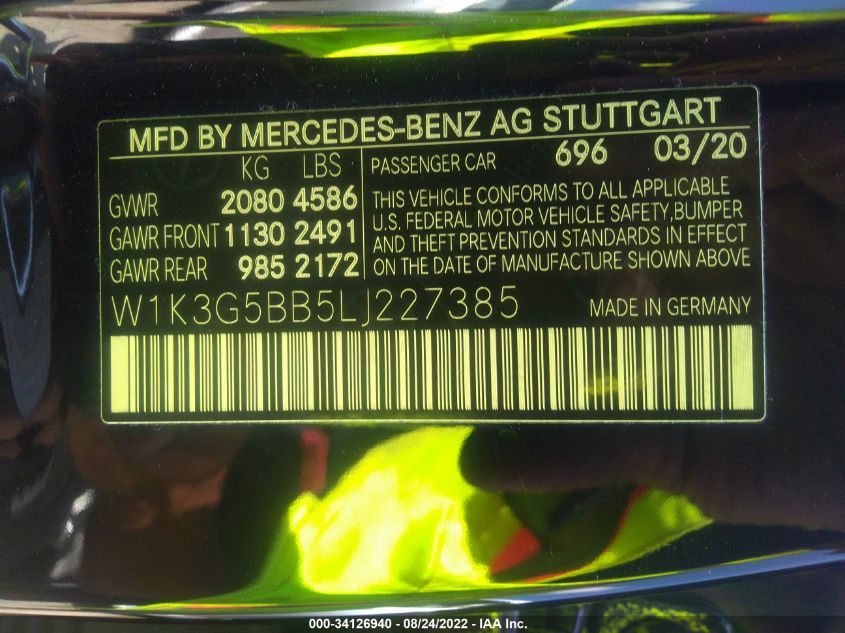 MFD BY MERCEDES-BENZ AG STUTTGART
KG LBS
GVWR 2080 4586
GAWR FRONT 1130 2491
GAWR REAR 985 2172
PASSENGER CAR 696 03/20
THIS VEHICLE CONFORMS TO ALL APPLICABLE
U.S. FEDERAL MOTOR VEHICLE SAFETY,BUMPER
AND THEFT PREVENTION STANDARDS IN EFFECT
ON THE DATE OF MANUFACTURE SHOWN ABOVE
W1K3G5BB5LJ227385 MADE IN GERMANY
000-34126940 - 08/24/2022 - IAA Inc.